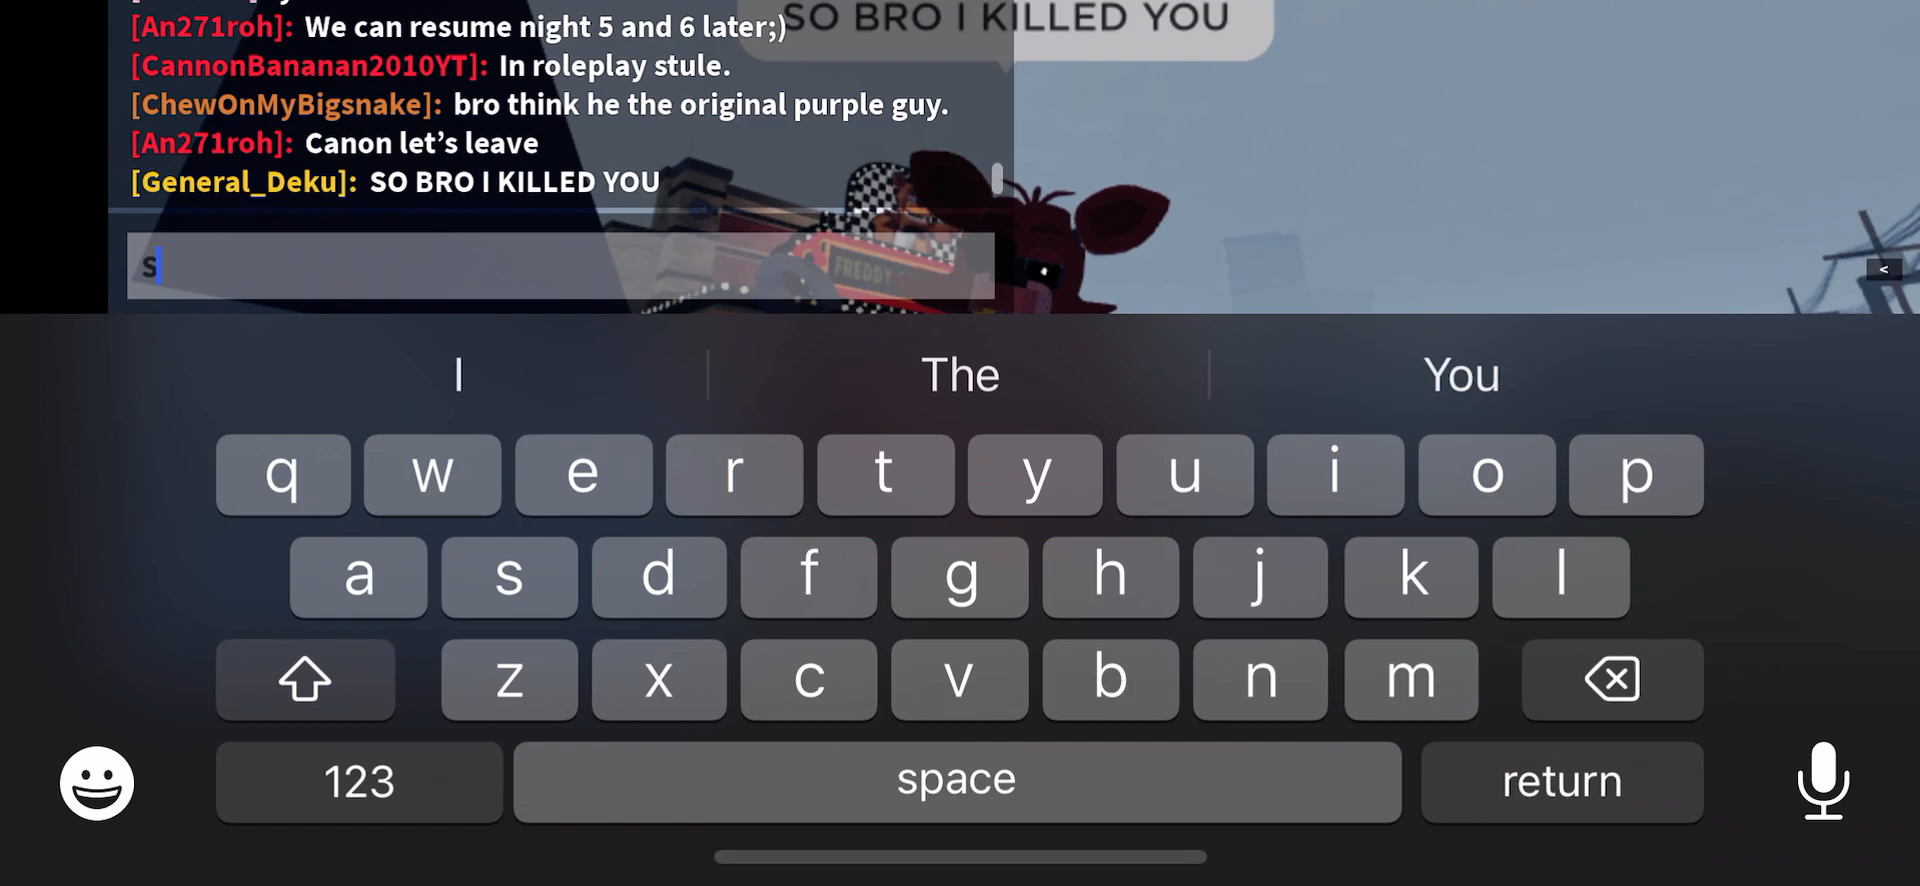 SO BRO I KILLED YOU
[An271roh]: We can resume night 5 and 6 later;)
[CannonBananan2010YT]: In roleplay stule.
[ChewOnMyBigsnake]: bro think he the original purple guy.
[An271roh]: Canon let’s leave
[General_Deku]: SO BRO I KILLED YOU
s
FREDDY
<
I The You
q w e r t y u i o p
a s d f g h j k l
z x c v b n m
123 space return